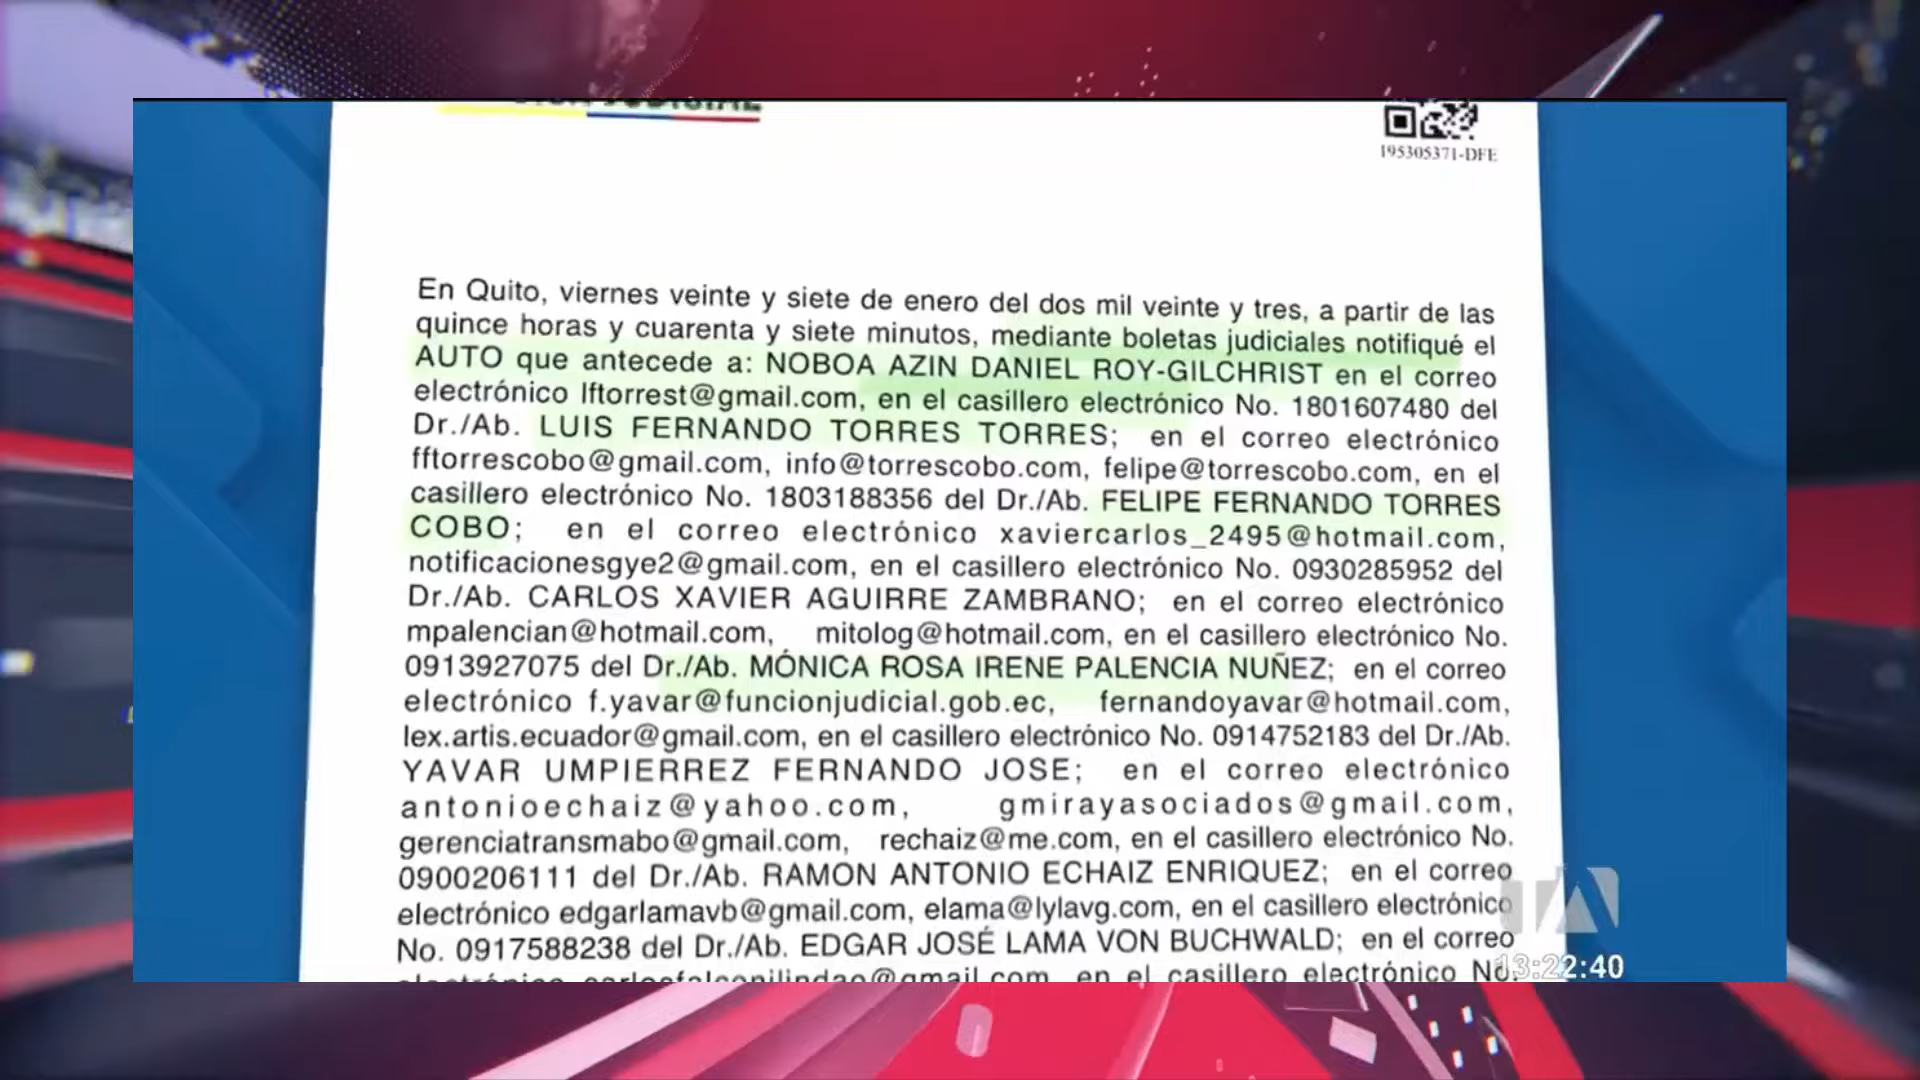 JUDICIAL
195305371-DFE
En Quito, viernes veinte y siete de enero del dos mil veinte y tres, a partir de las
quince horas y cuarenta y siete minutos, mediante boletas judiciales notifiqué el
AUTO que antecede a: NOBOA AZIN DANIEL ROY-GILCHRIST en el correo
electrónico lftorrest@gmail.com, en el casillero electrónico No. 1801607480 del
Dr./Ab. LUIS FERNANDO TORRES TORRES; en el correo electrónico
fftorrescobo@gmail.com, info@torrescobo.com, felipe@torrescobo.com, en el
casillero electrónico No. 1803188356 del Dr./Ab. FELIPE FERNANDO TORRES
COBO; en el correo electrónico xaviercarlos_2495@hotmail.com,
notificacionesgye2@gmail.com, en el casillero electrónico No. 0930285952 del
Dr./Ab. CARLOS XAVIER AGUIRRE ZAMBRANO; en el correo electrónico
mpalencian@hotmail.com, mitolog@hotmail.com, en el casillero electrónico No.
0913927075 del Dr./Ab. MÓNICA ROSA IRENE PALENCIA NUÑEZ; en el correo
electrónico f.yavar@funcionjudicial.gob.ec, fernandoyavar@hotmail.com,
lex.artis.ecuador@gmail.com, en el casillero electrónico No. 0914752183 del Dr./Ab.
YAVAR UMPIERREZ FERNANDO JOSE; en el correo electrónico
antonioechaiz@yahoo.com, gmirayasociados@gmail.com,
gerenciatransmabo@gmail.com, rechaiz@me.com, en el casillero electrónico No.
0900206111 del Dr./Ab. RAMON ANTONIO ECHAIZ ENRIQUEZ; en el correo
electrónico edgarlamavb@gmail.com, elama@lylavg.com, en el casillero electrónico
No. 0917588238 del Dr./Ab. EDGAR JOSÉ LAMA VON BUCHWALD; en el correo
electrónico carlosfalconilindao@gmail.com, en el casillero electrónico No.
TA
13:22:40